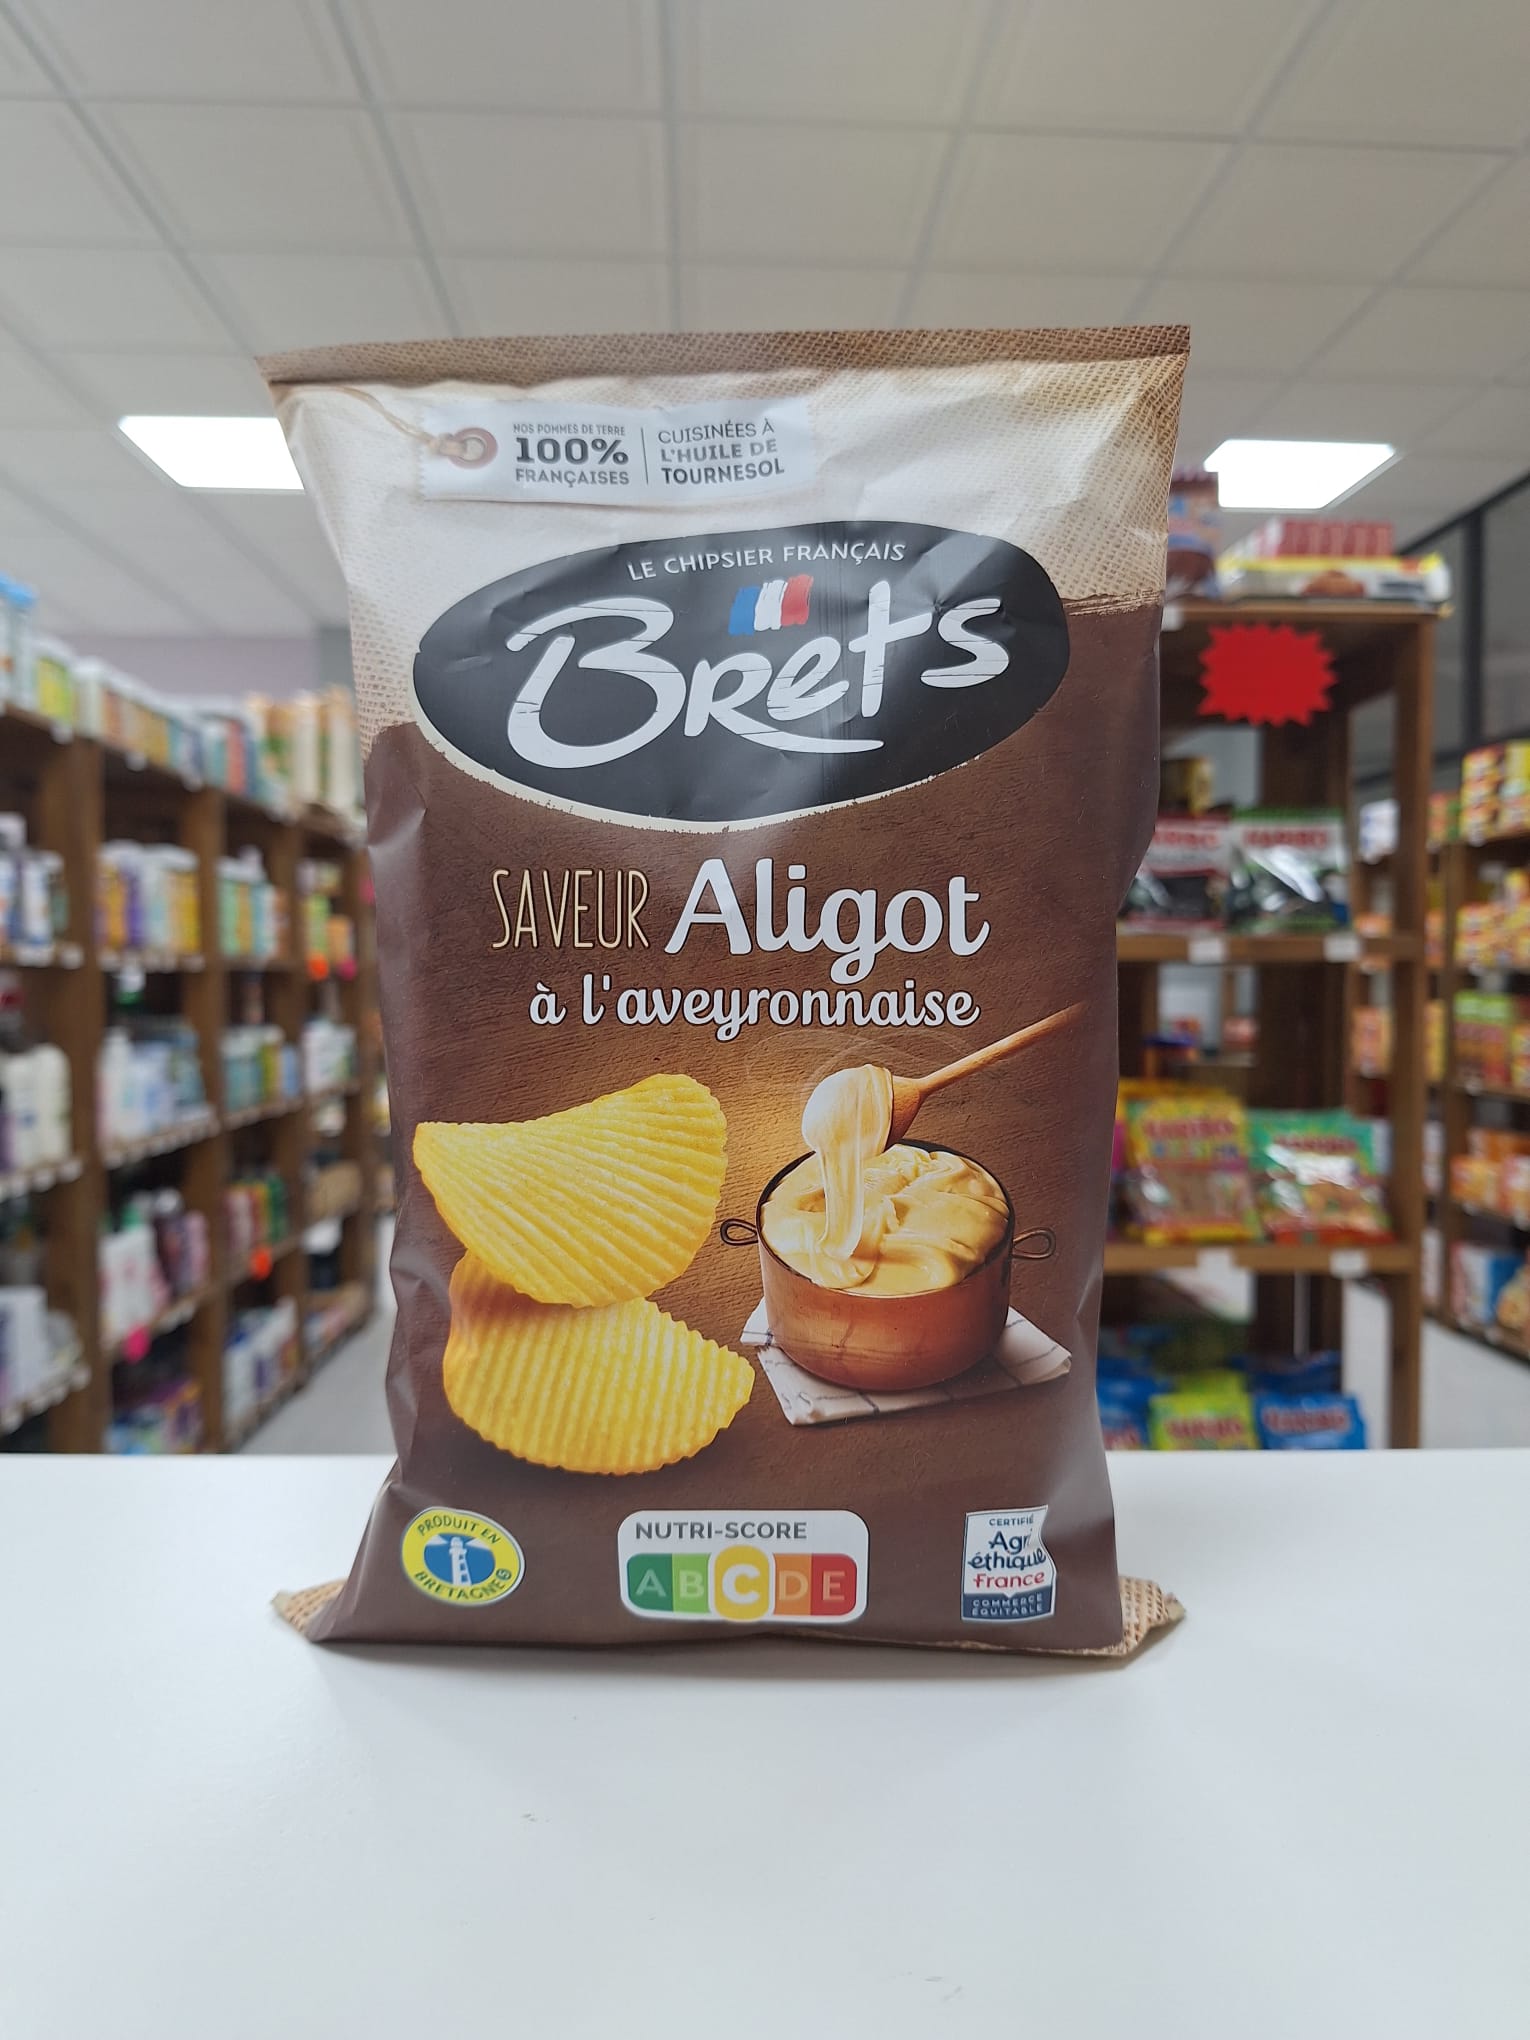 NOS POMMES DE TERRE
100%
FRANÇAISES
CUISINÉES À
L'HUILE DE
TOURNESOL
LE CHIPSIER FRANÇAIS
Brets
SAVEUR Aligot
à l'aveyronnaise
PRODUIT EN
BRETAGNE
NUTRI-SCORE
A B C D E
CERTIFIÉ
Agri
éthique
France
COMMERCE
ÉQUITABLE
HARIBO